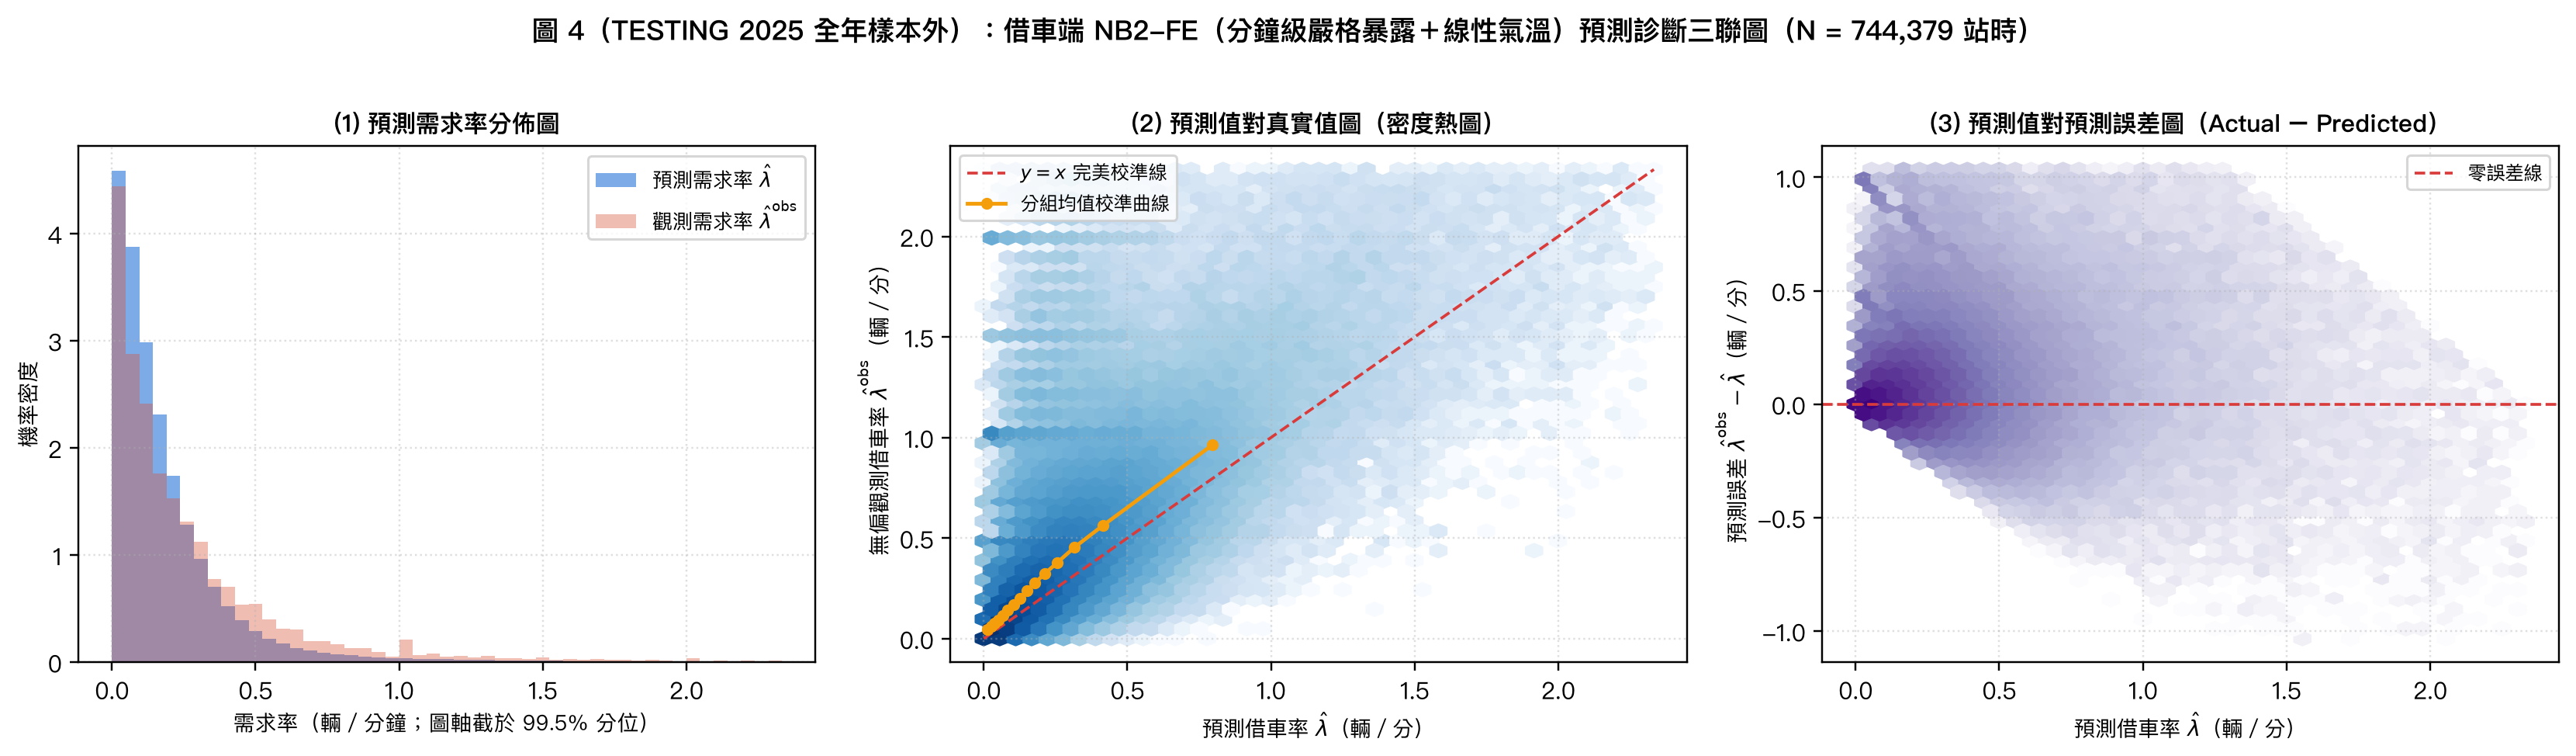 圖 4（TESTING 2025 全年樣本外）：借車端 NB2–FE（分鐘級嚴格暴露＋線性氣溫）預測診斷三聯圖（N = 744,379 站時）
(1) 預測需求率分佈圖
預測需求率 λ̂
觀測需求率 λ̂^obs
機率密度
4
3
2
1
0
0.0 0.5 1.0 1.5 2.0
需求率（輛 / 分鐘；圖軸截於 99.5% 分位）
(2) 預測值對真實值圖（密度熱圖）
y = x 完美校準線
分組均值校準曲線
無偏觀測借車率 λ̂^obs （輛 / 分）
2.0
1.5
1.0
0.5
0.0
0.0 0.5 1.0 1.5 2.0
預測借車率 λ̂（輛 / 分）
(3) 預測值對預測誤差圖（Actual − Predicted）
零誤差線
預測誤差 λ̂^obs − λ̂（輛 / 分）
1.0
0.5
0.0
−0.5
−1.0
0.0 0.5 1.0 1.5 2.0
預測借車率 λ̂（輛 / 分）